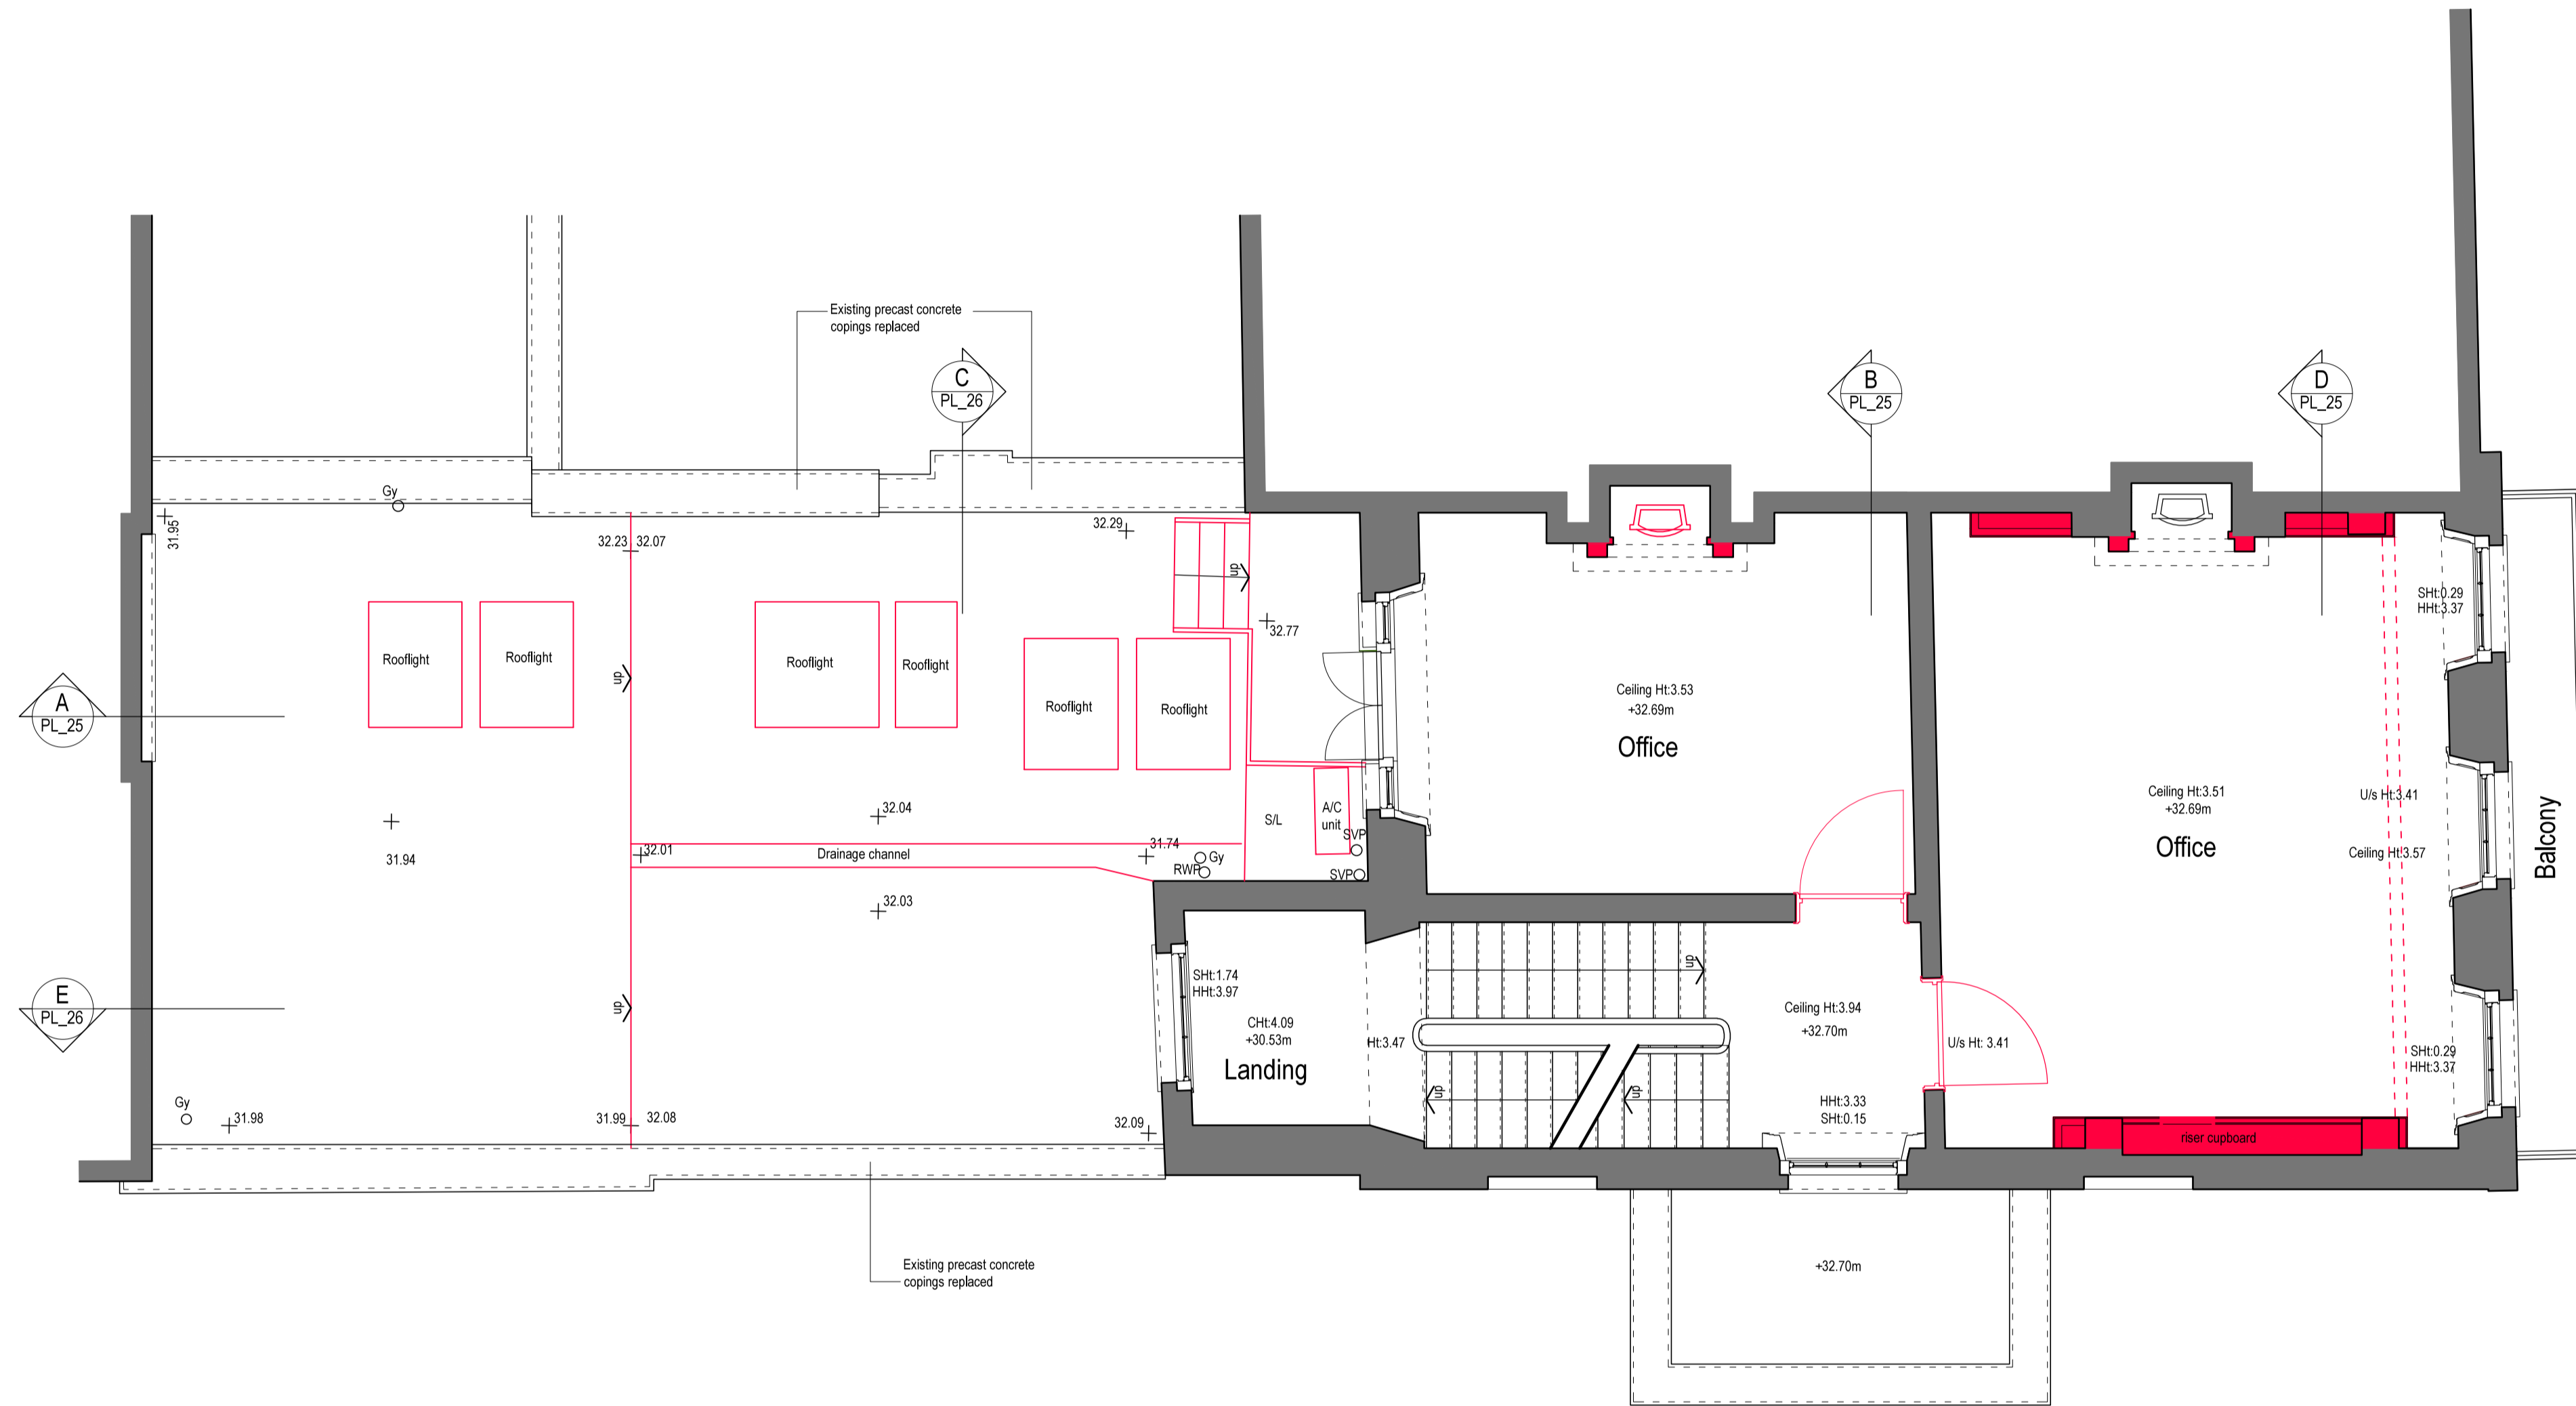 Existing precast concrete
copings replaced
C
PL_26
B
PL_25
D
PL_25
Gy
31.95
32.23
32.07
32.29
up
32.77
SHt:0.29
HHt:3.37
Rooflight
Rooflight
Rooflight
Rooflight
Rooflight
Rooflight
up
A
PL_25
Ceiling Ht:3.53
+32.69m
Office
Ceiling Ht:3.51
+32.69m
Office
U/s Ht:3.41
Ceiling Ht:3.57
Balcony
32.04
S/L
A/C
unit
SVP
31.94
32.01
Drainage channel
31.74
Gy
RWP
SVP
32.03
E
PL_26
up
SHt:1.74
HHt:3.97
CHt:4.09
+30.53m
Landing
Ht:3.47
up
up
up
Ceiling Ht:3.94
+32.70m
U/s Ht: 3.41
SHt:0.29
HHt:3.37
HHt:3.33
SHt:0.15
riser cupboard
Gy
31.98
31.99
32.08
32.09
Existing precast concrete
copings replaced
+32.70m